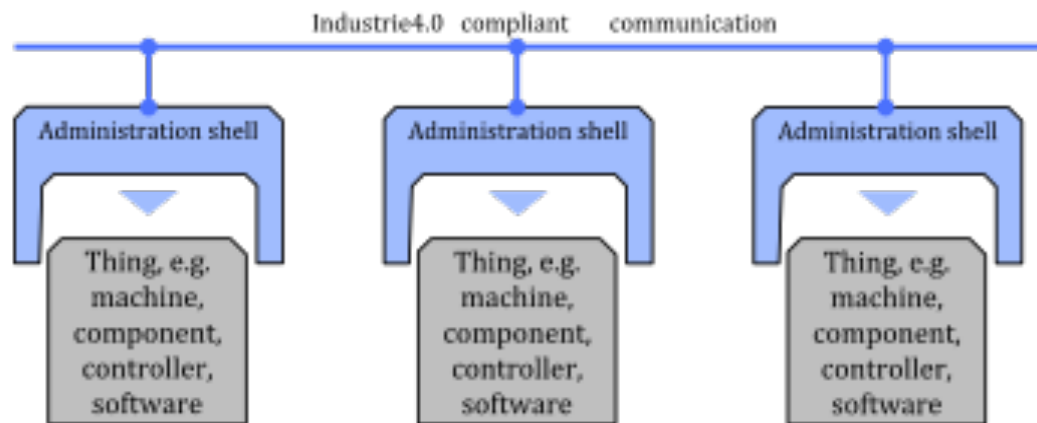 Industrie4.0 compliant communication
Administration shell
Administration shell
Administration shell
Thing, e.g.
machine,
component,
controller,
software
Thing, e.g.
machine,
component,
controller,
software
Thing, e.g.
machine,
component,
controller,
software